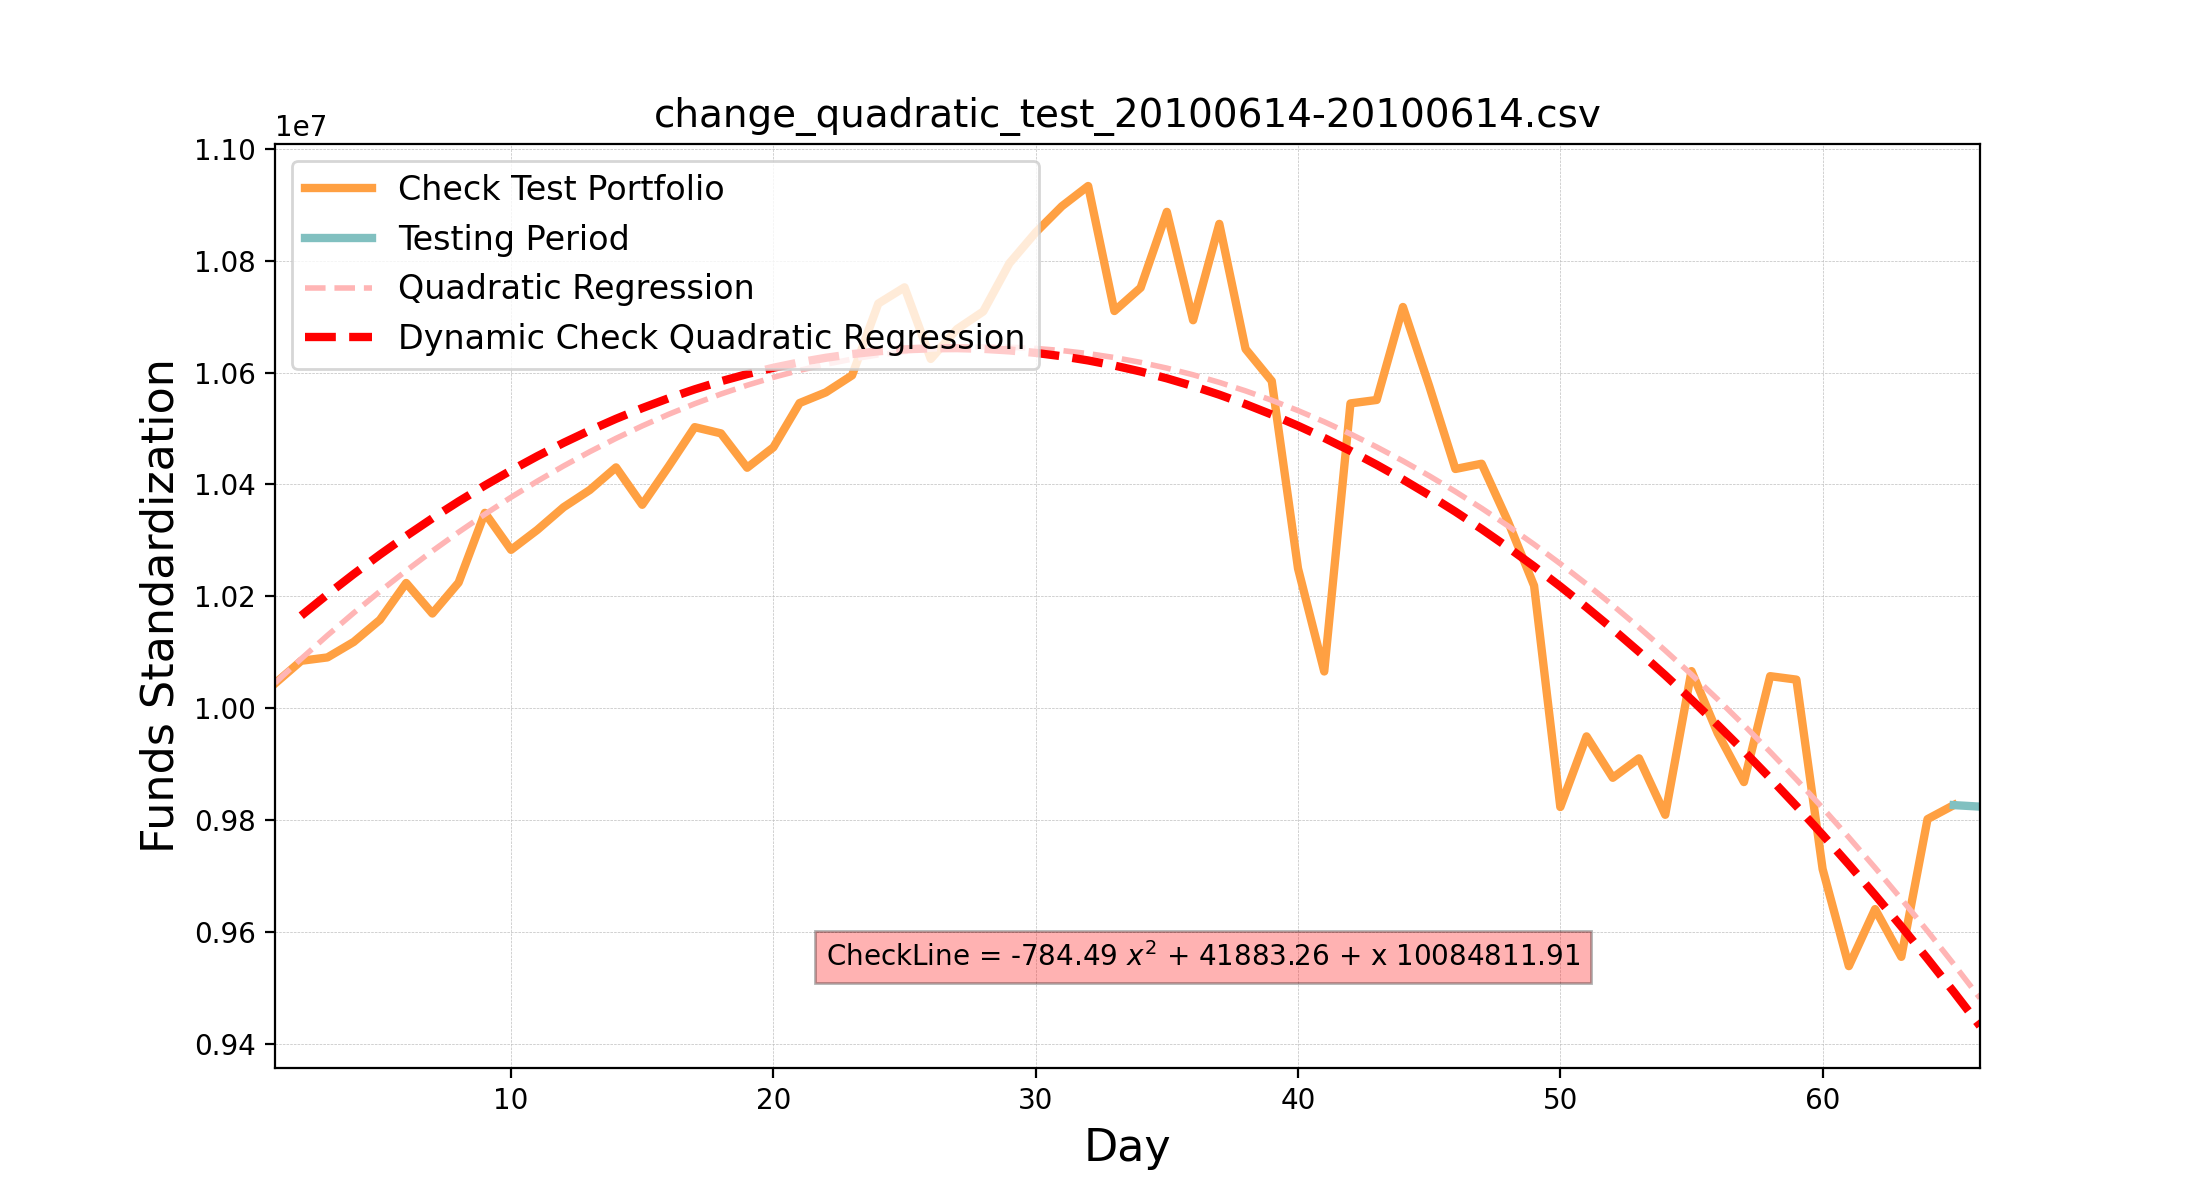 change_quadratic_test_20100614-20100614.csv
1e7
1.10
1.08
1.06
1.04
1.02
1.00
0.98
0.96
0.94
Funds Standardization
Check Test Portfolio
Testing Period
Quadratic Regression
Dynamic Check Quadratic Regression
CheckLine = -784.49 x² + 41883.26 + x 10084811.91
10 20 30 40 50 60
Day